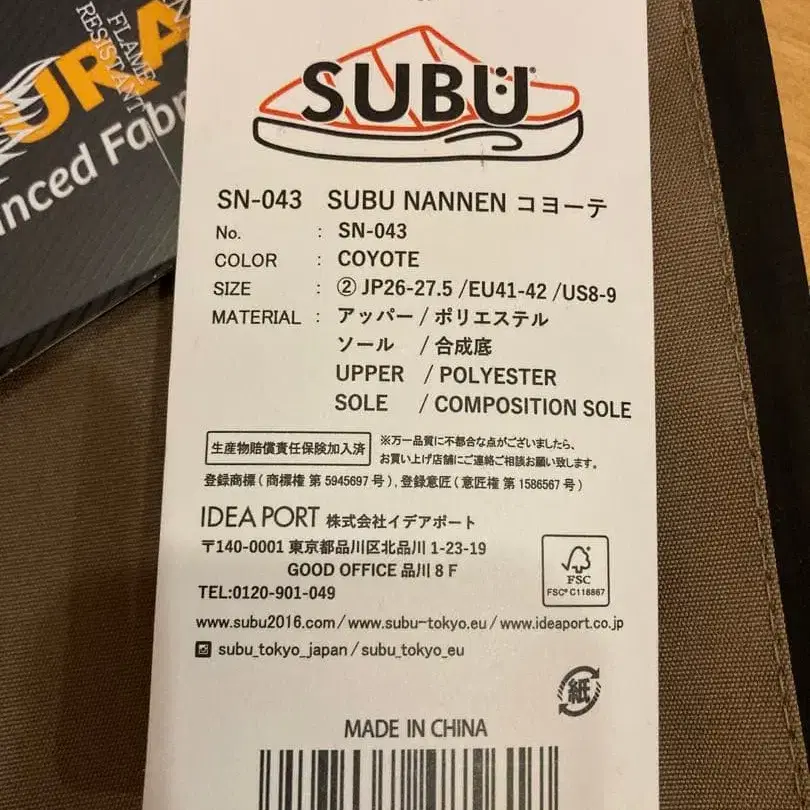 FLAME
RESISTANT
URA
nced Fabr
SUBÜ®
SN-043 SUBU NANNEN コヨーテ
No. : SN-043
COLOR : COYOTE
SIZE : ② JP26-27.5 /EU41-42 /US8-9
MATERIAL : アッパー / ポリエステル
ソール / 合成底
UPPER / POLYESTER
SOLE / COMPOSITION SOLE
生産物賠償責任保険加入済
※万一品質に不都合な点がございましたら、
お買い上げ店舗にご連絡ご相談お願い致します。
登録商標 ( 商標権 第 5945697 号 ) , 登録意匠 ( 意匠権 第 1586567 号 )
IDEA PORT 株式会社イデアポート
〒140-0001 東京都品川区北品川 1-23-19
GOOD OFFICE 品川 8 F
TEL:0120-901-049
FSC
FSC® C118867
www.subu2016.com / www.subu-tokyo.eu / www.ideaport.co.jp
subu_tokyo_japan / subu_tokyo_eu
紙
MADE IN CHINA